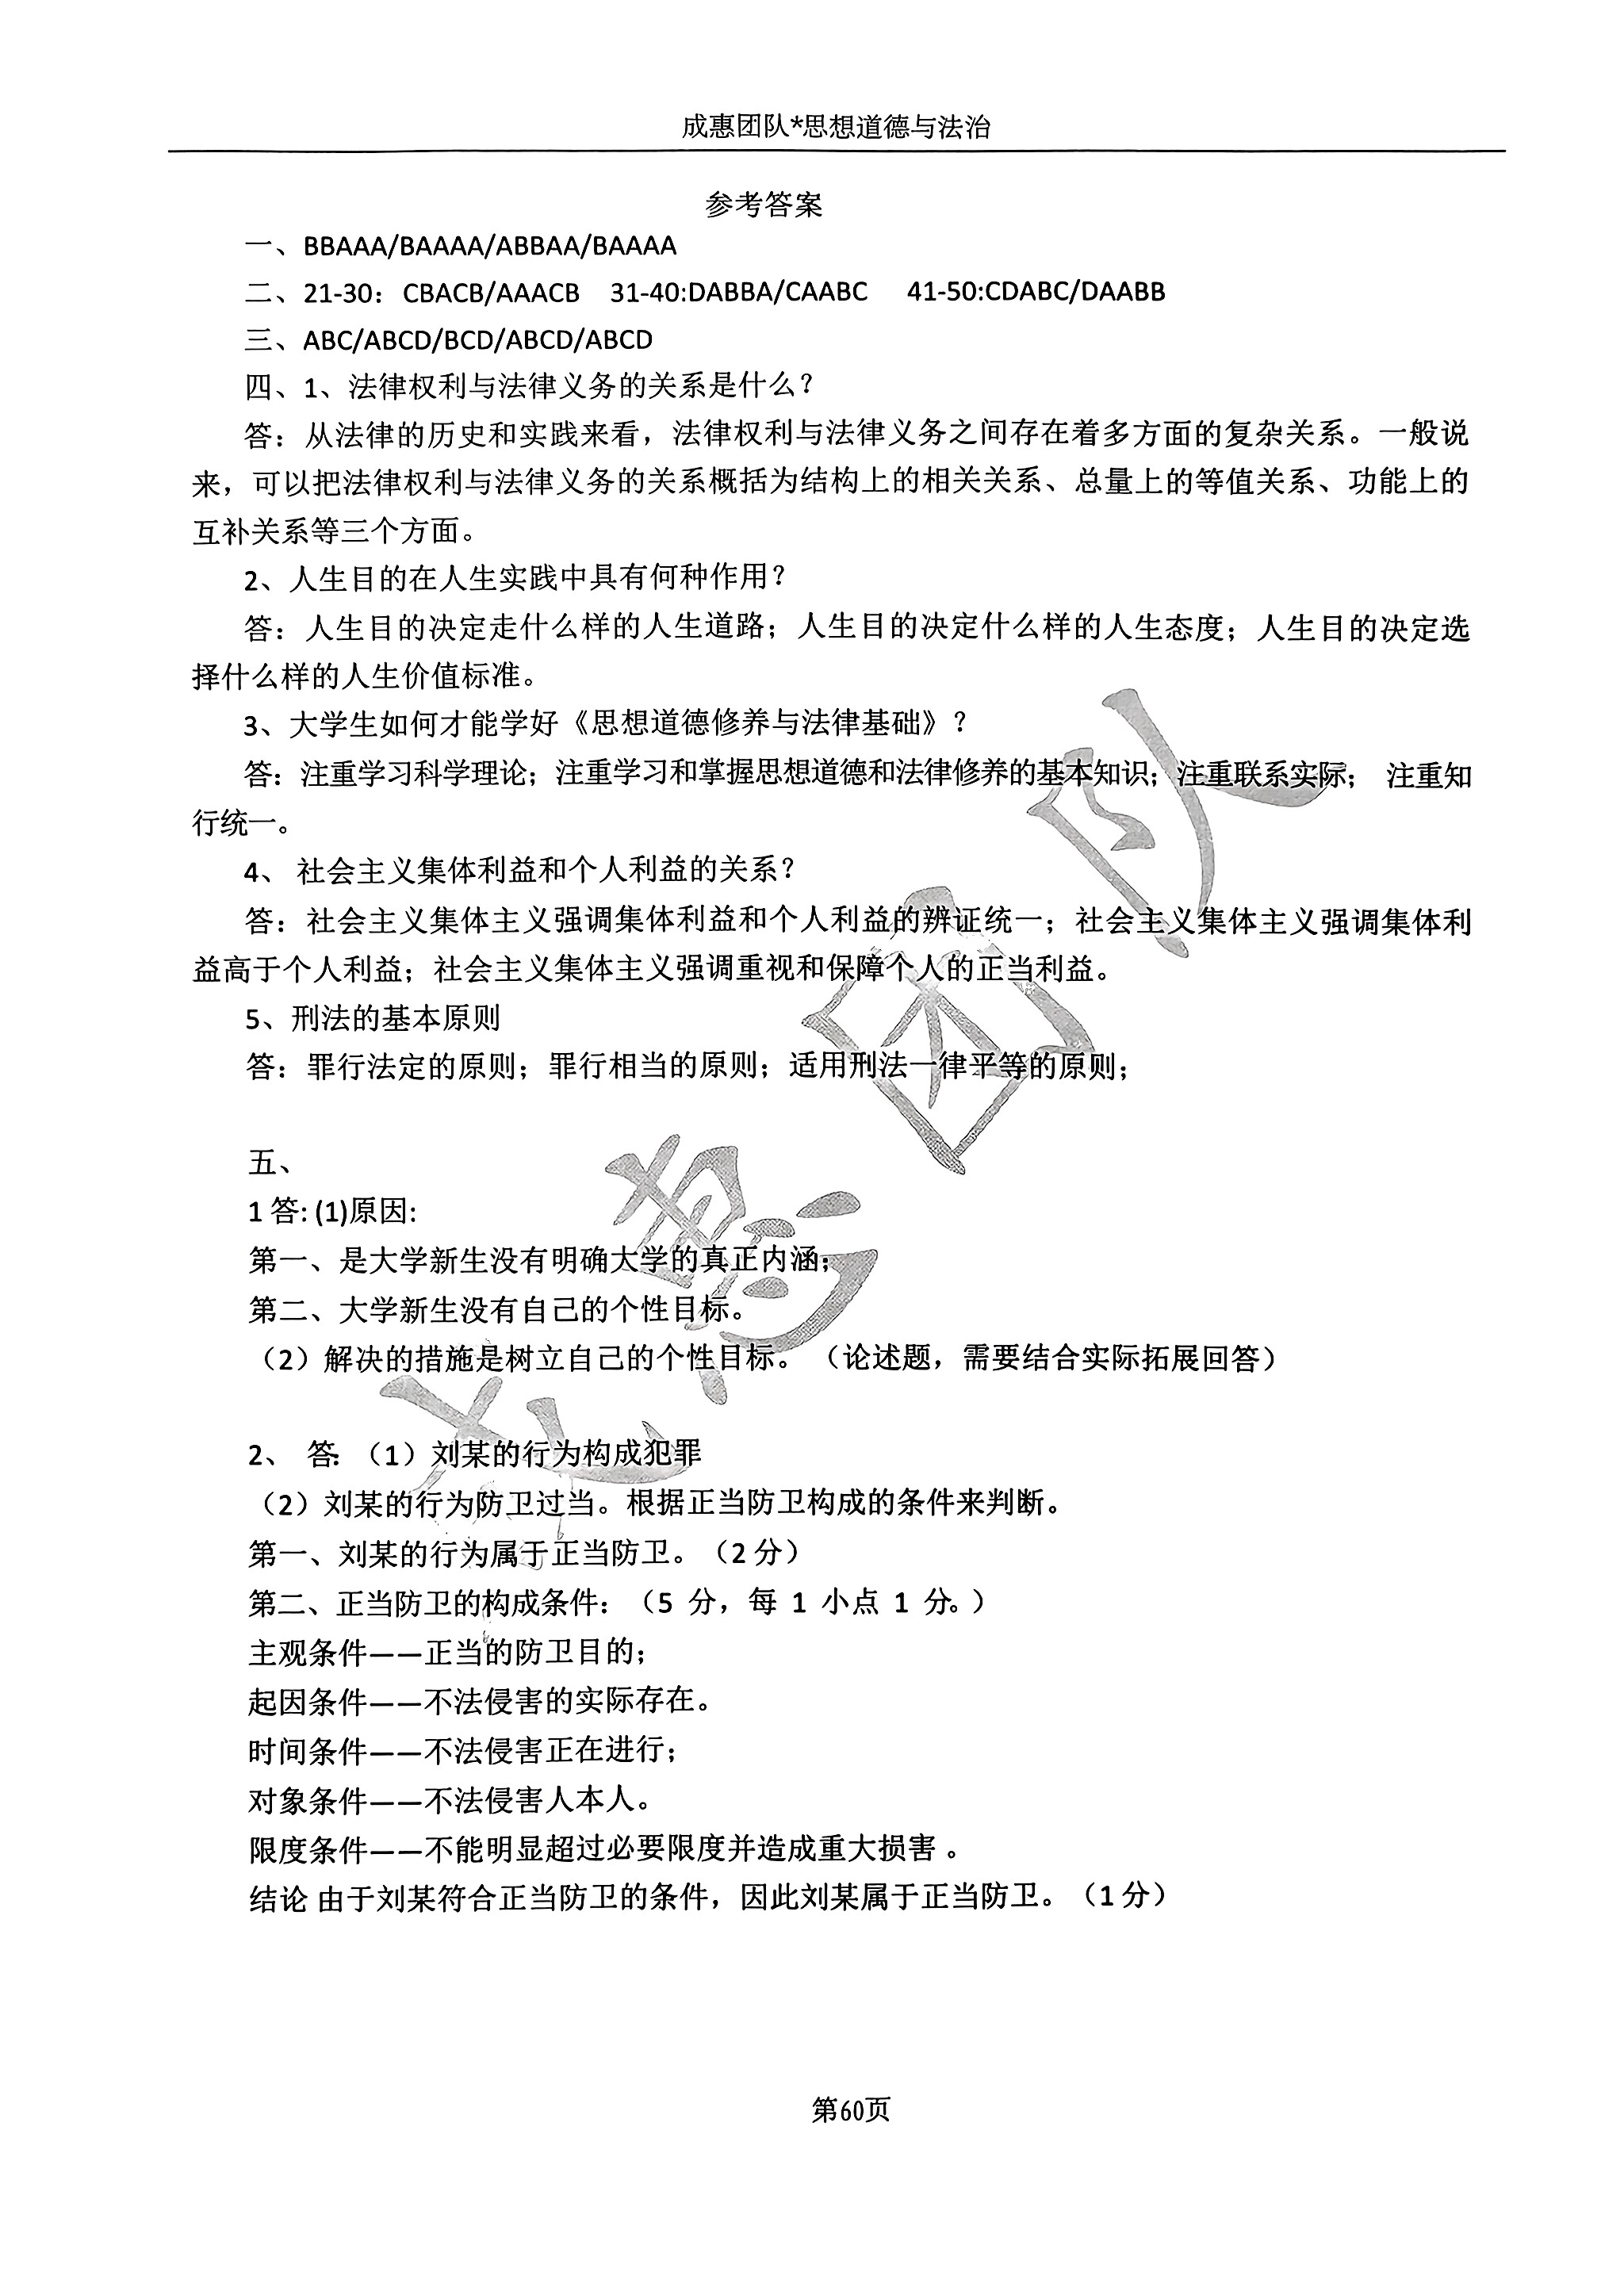 成惠团队*思想道德与法治
参考答案
一、BBAAA/BAAAA/ABBAA/BAAAA
二、21-30：CBACB/AAACB 31-40:DABBA/CAABC 41-50:CDABC/DAABB
三、ABC/ABCD/BCD/ABCD/ABCD
四、1、法律权利与法律义务的关系是什么？
答：从法律的历史和实践来看，法律权利与法律义务之间存在着多方面的复杂关系。一般说
来，可以把法律权利与法律义务的关系概括为结构上的相关关系、总量上的等值关系、功能上的
互补关系等三个方面。
2、人生目的在人生实践中具有何种作用？
答：人生目的决定走什么样的人生道路；人生目的决定什么样的人生态度；人生目的决定选
择什么样的人生价值标准。
3、大学生如何才能学好《思想道德修养与法律基础》？
答：注重学习科学理论；注重学习和掌握思想道德和法律修养的基本知识；注重联系实际； 注重知
行统一。
4、 社会主义集体利益和个人利益的关系？
答：社会主义集体主义强调集体利益和个人利益的辨证统一；社会主义集体主义强调集体利
益高于个人利益；社会主义集体主义强调重视和保障个人的正当利益。
5、刑法的基本原则
答：罪行法定的原则；罪行相当的原则；适用刑法一律平等的原则；
五、
1 答: (1)原因:
第一、是大学新生没有明确大学的真正内涵；
第二、大学新生没有自己的个性目标。
（2）解决的措施是树立自己的个性目标。（论述题，需要结合实际拓展回答）
2、 答：（1）刘某的行为构成犯罪
（2）刘某的行为防卫过当。根据正当防卫构成的条件来判断。
第一、刘某的行为属于正当防卫。（2 分）
第二、正当防卫的构成条件：（5 分，每 1 小点 1 分。）
主观条件——正当的防卫目的；
起因条件——不法侵害的实际存在。
时间条件——不法侵害正在进行；
对象条件——不法侵害人本人。
限度条件——不能明显超过必要限度并造成重大损害 。
结论 由于刘某符合正当防卫的条件，因此刘某属于正当防卫。（1 分）
成惠团队
第60页